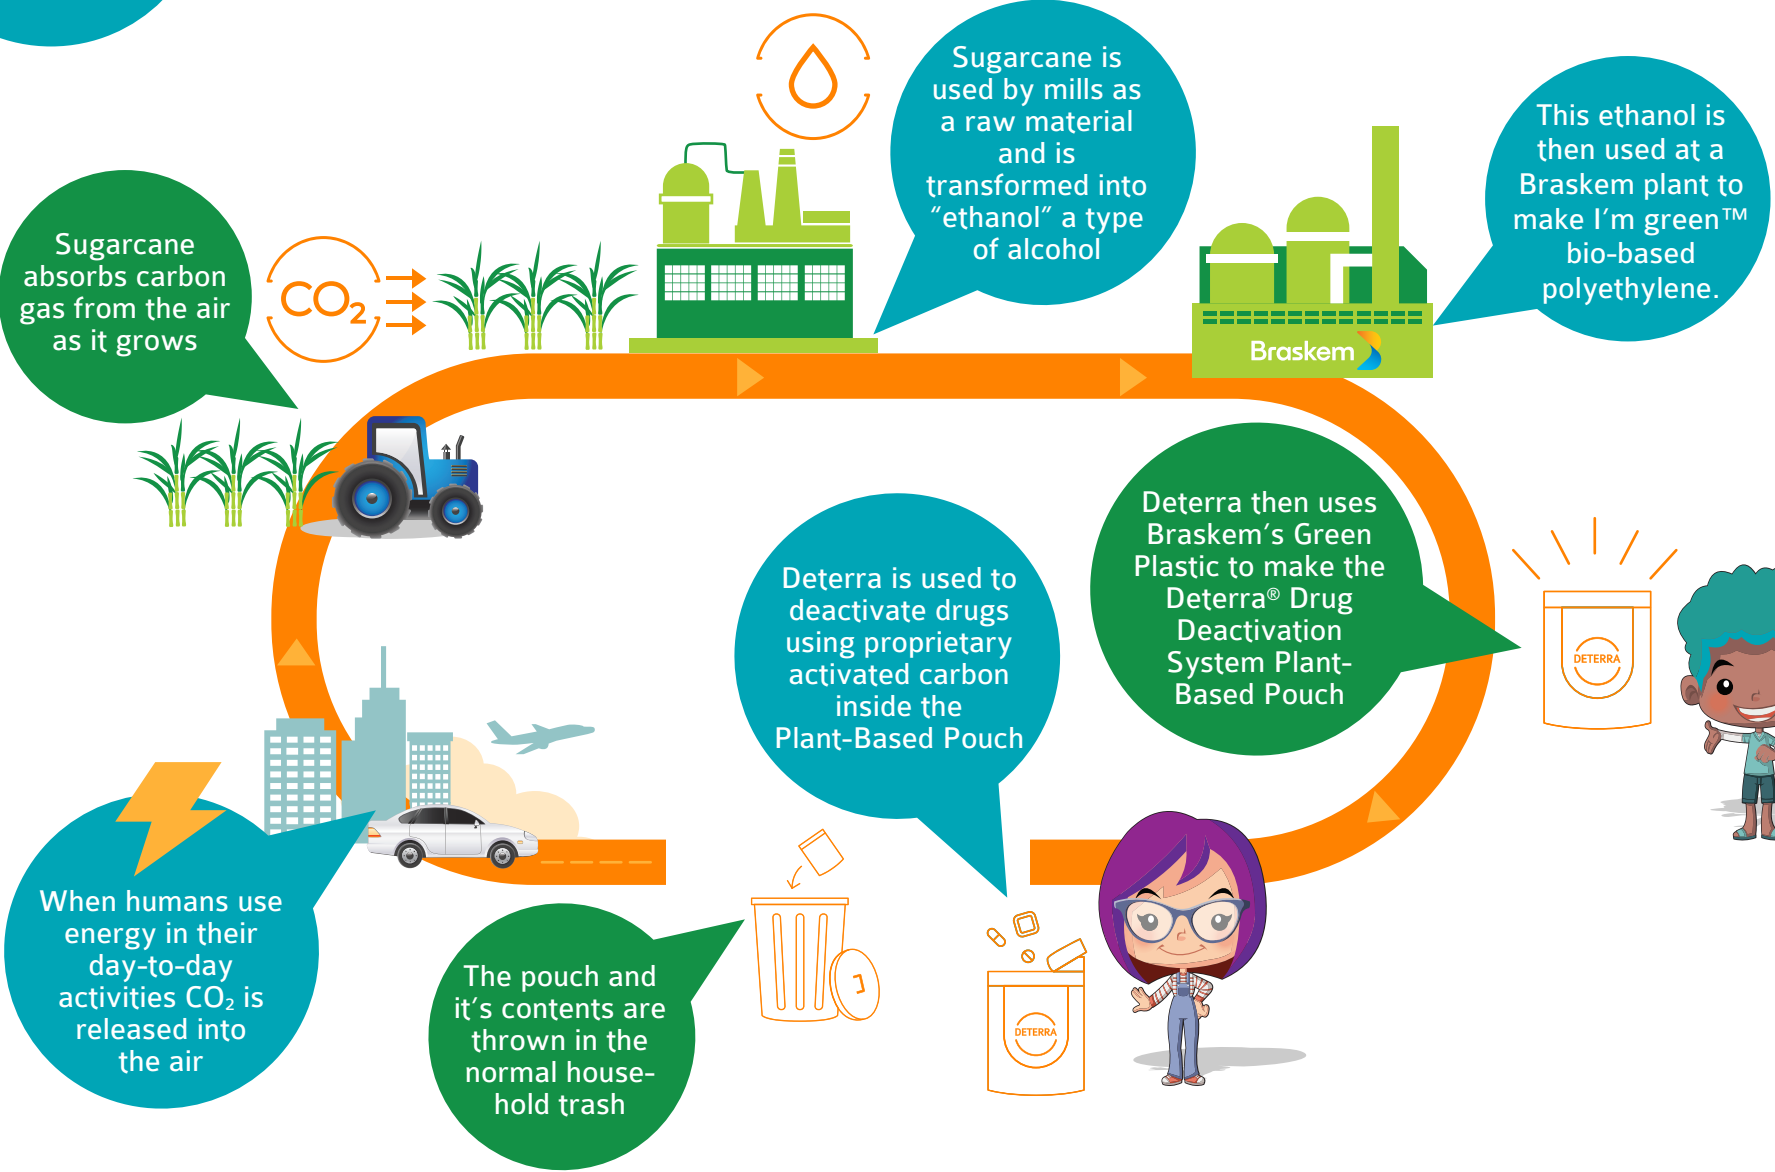 Sugarcane
absorbs carbon
gas from the air
as it grows
CO₂
Sugarcane is
used by mills as
a raw material
and is
transformed into
"ethanol" a type
of alcohol
This ethanol is
then used at a
Braskem plant to
make I'm green™
bio-based
polyethylene.
Braskem
Deterra then uses
Braskem's Green
Plastic to make the
Deterra® Drug
Deactivation
System Plant-
Based Pouch
DETERRA
Deterra is used to
deactivate drugs
using proprietary
activated carbon
inside the
Plant-Based Pouch
DETERRA
The pouch and
it's contents are
thrown in the
normal house-
hold trash
When humans use
energy in their
day-to-day
activities CO₂ is
released into
the air